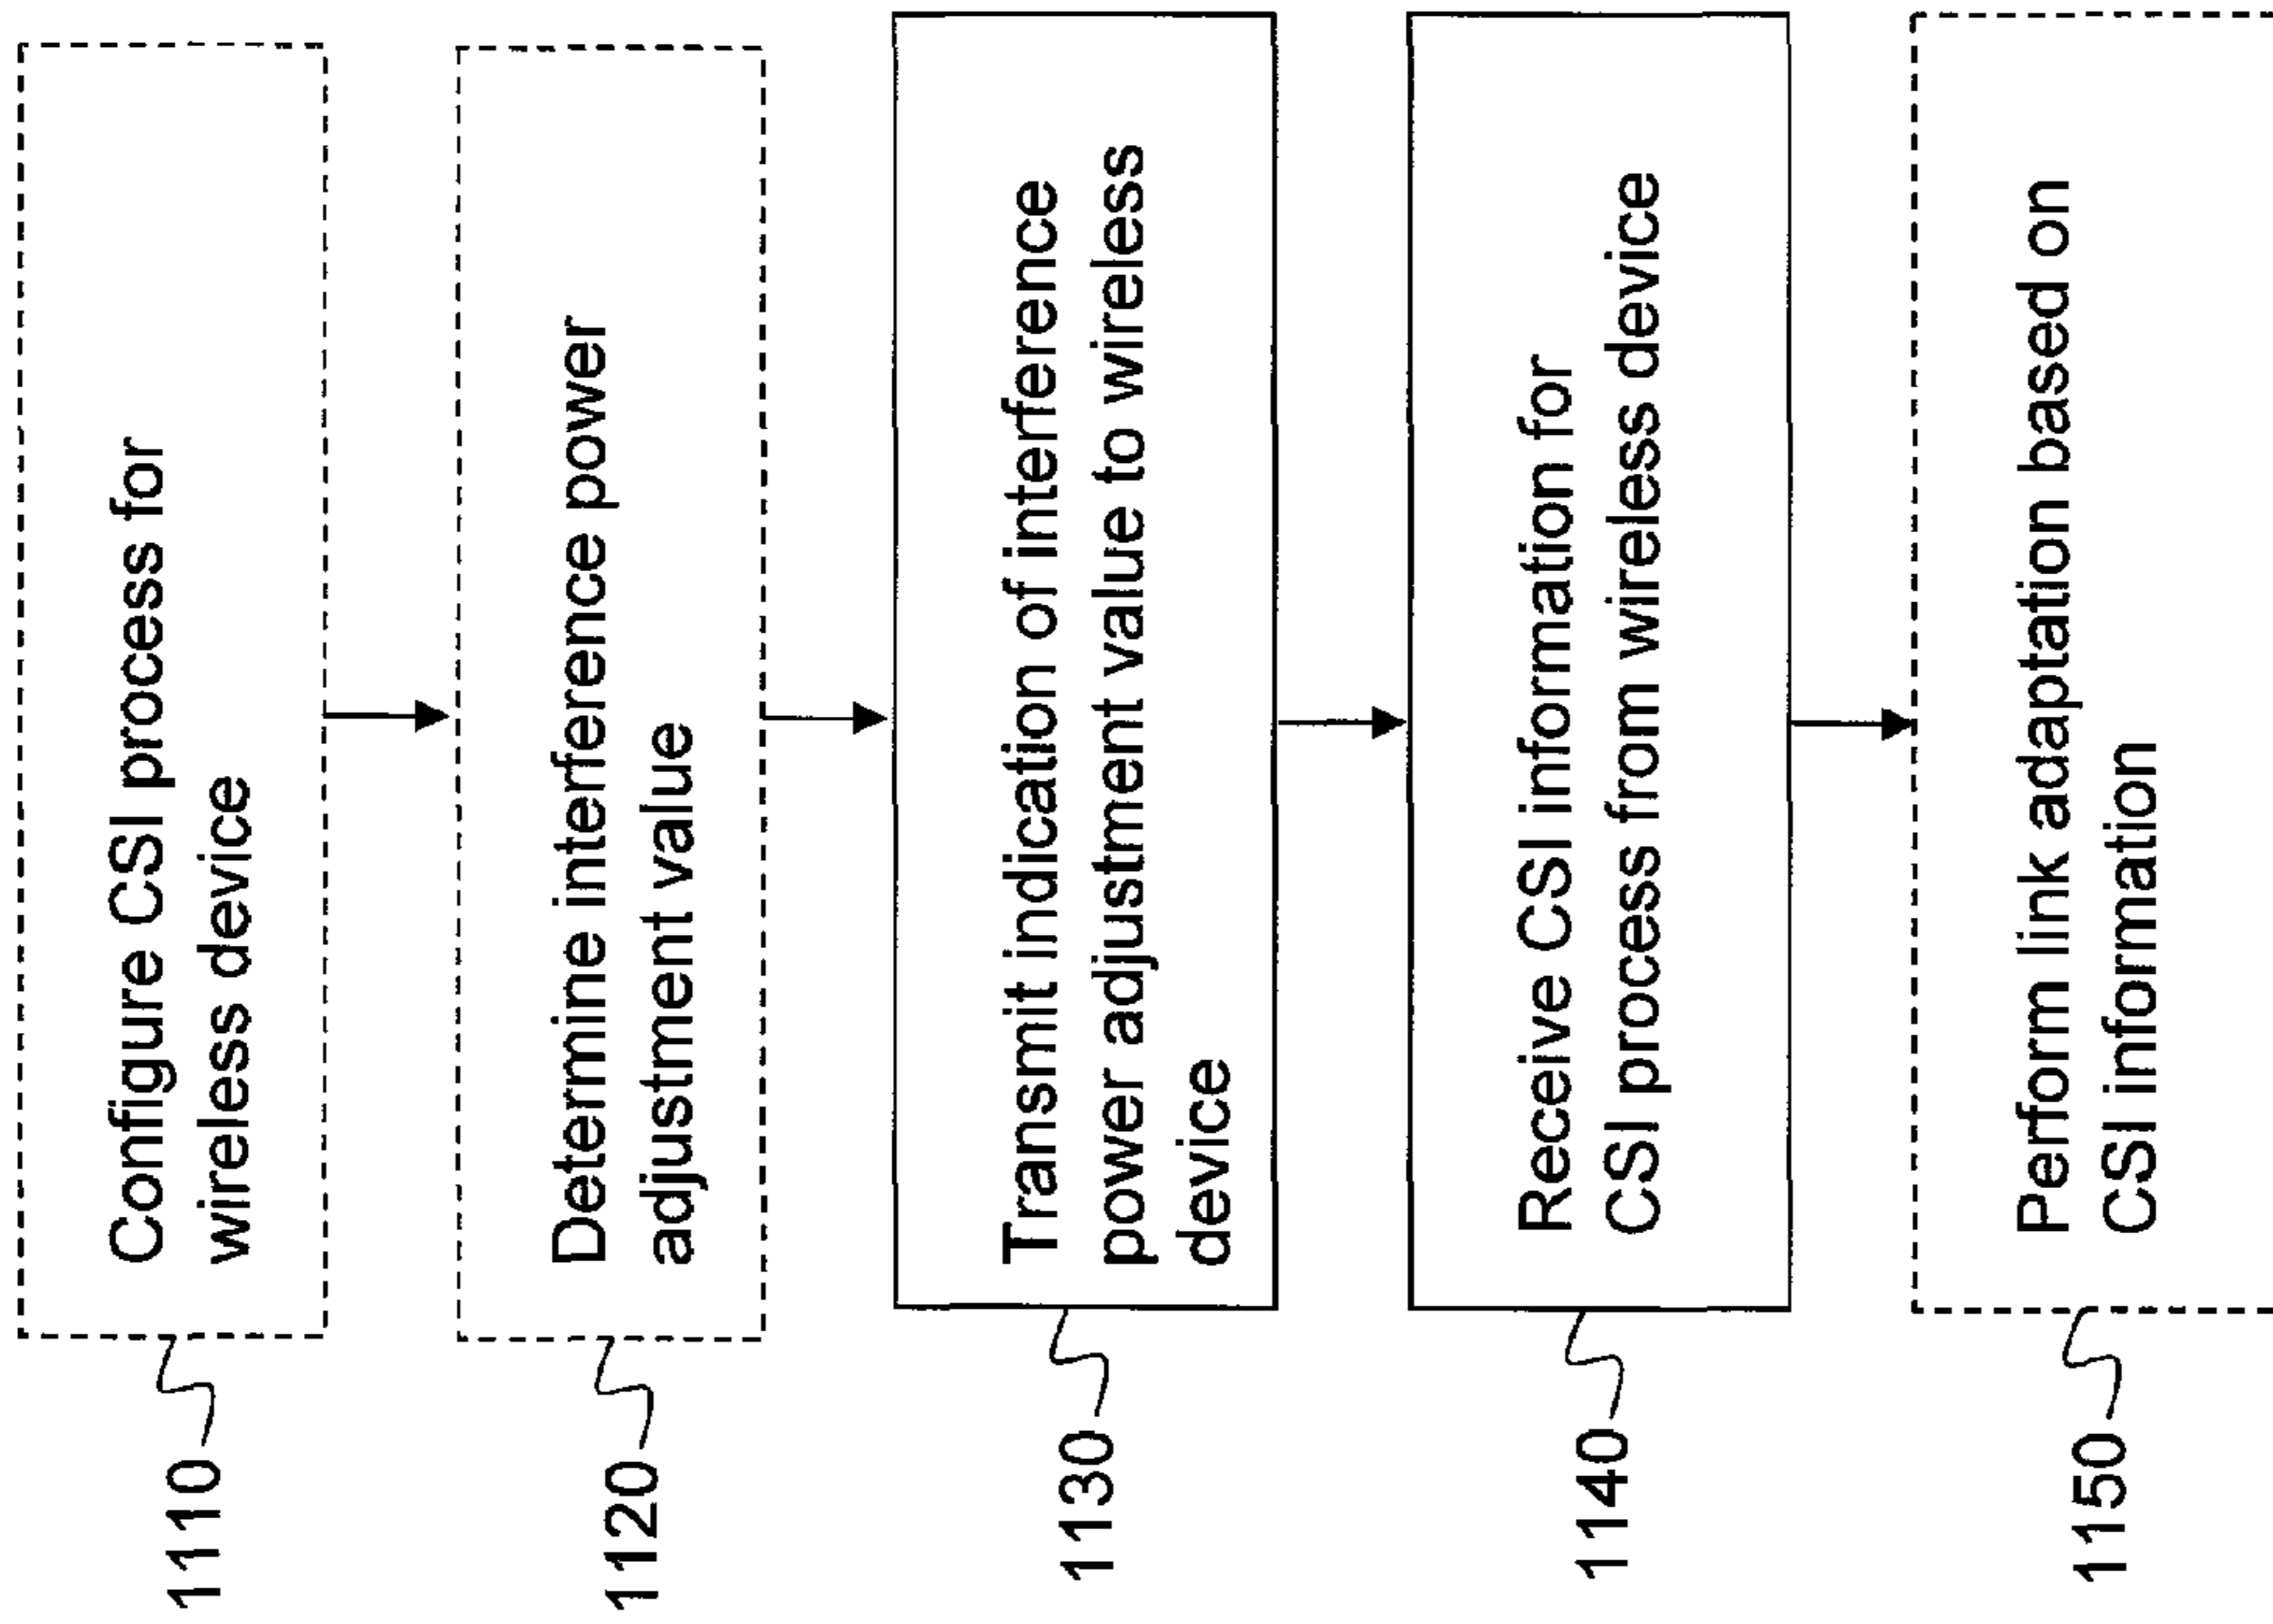 1110
Configure CSI process for
wireless device
1120
Determine interference power
adjustment value
1130
Transmit indication of interference
power adjustment value to wireless
device
1140
Receive CSI information for
CSI process from wireless device
1150
Perform link adaptation based on
CSI information